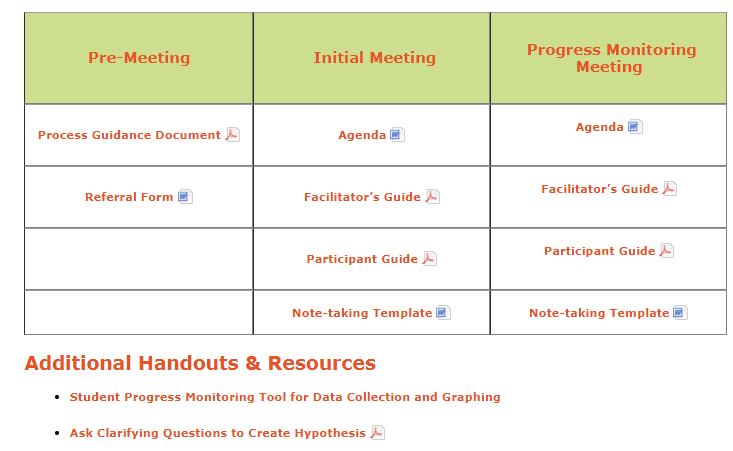 Pre-Meeting
Initial Meeting
Progress Monitoring
Meeting
Process Guidance Document
Agenda
Agenda
Referral Form
Facilitator’s Guide
Facilitator’s Guide
Participant Guide
Participant Guide
Note-taking Template
Note-taking Template
Additional Handouts & Resources
Student Progress Monitoring Tool for Data Collection and Graphing
Ask Clarifying Questions to Create Hypothesis